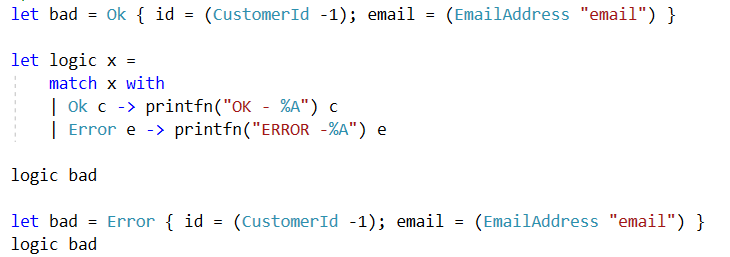 let bad = Ok { id = (CustomerId -1); email = (EmailAddress "email") }
let logic x =
match x with
| Ok c -> printfn("OK - %A") c
| Error e -> printfn("ERROR -%A") e
logic bad
let bad = Error { id = (CustomerId -1); email = (EmailAddress "email") }
logic bad